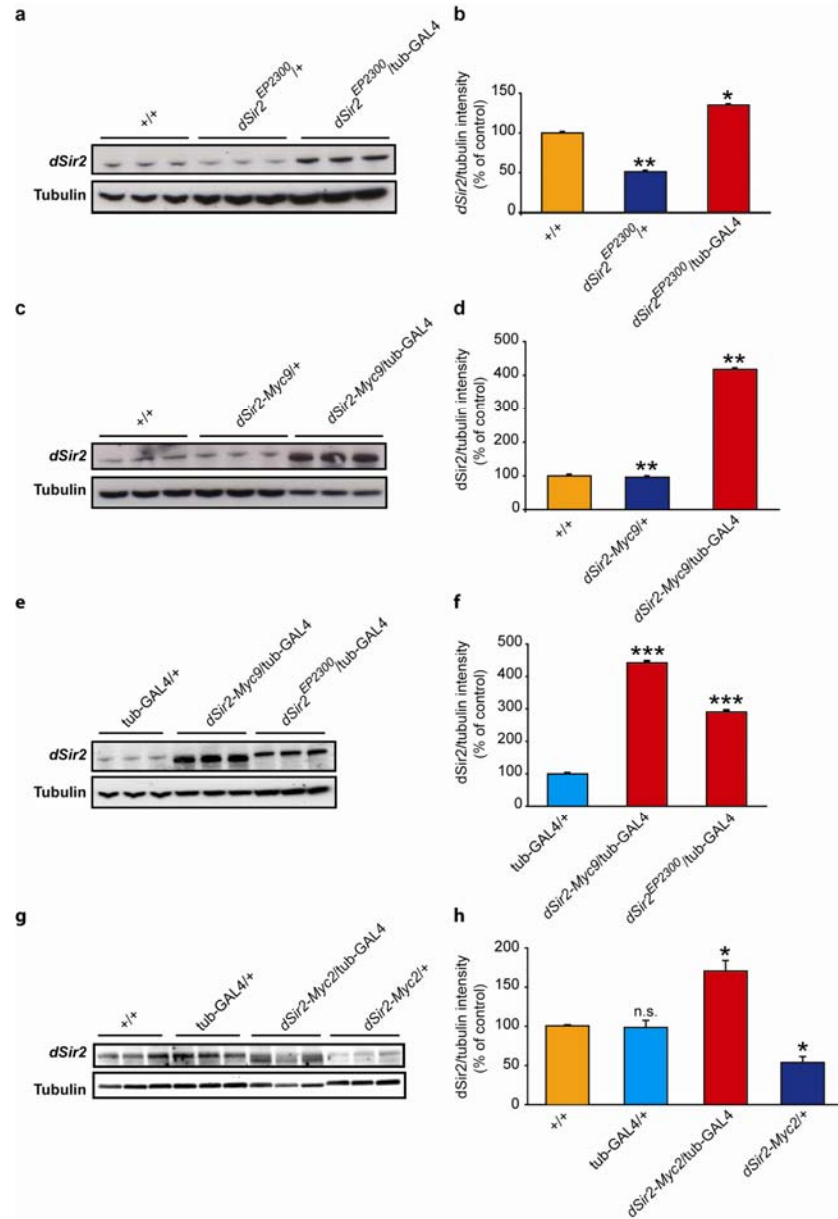 a
+/+
dSir2EP2300/+
dSir2EP2300/tub-GAL4
dSir2
Tubulin
b
dSir2/tubulin intensity
(% of control)
150
100
50
0
**
*
+/+
dSir2EP2300/+
dSir2EP2300/tub-GAL4
c
+/+
dSir2-Myc9/+
dSir2-Myc9/tub-GAL4
dSir2
Tubulin
d
dSir2/tubulin intensity
(% of control)
500
400
300
200
100
0
**
**
+/+
dSir2-Myc9/+
dSir2-Myc9/tub-GAL4
e
tub-GAL4/+
dSir2-Myc9/tub-GAL4
dSir2EP2300/tub-GAL4
dSir2
Tubulin
f
dSir2/tubulin intensity
(% of control)
500
400
300
200
100
0
***
***
tub-GAL4/+
dSir2-Myc9/tub-GAL4
dSir2EP2300/tub-GAL4
g
+/+
tub-GAL4/+
dSir2-Myc2/tub-GAL4
dSir2-Myc2/+
dSir2
Tubulin
h
dSir2/tubulin intensity
(% of control)
200
150
100
50
0
n.s.
*
*
+/+
tub-GAL4/+
dSir2-Myc2/tub-GAL4
dSir2-Myc2/+